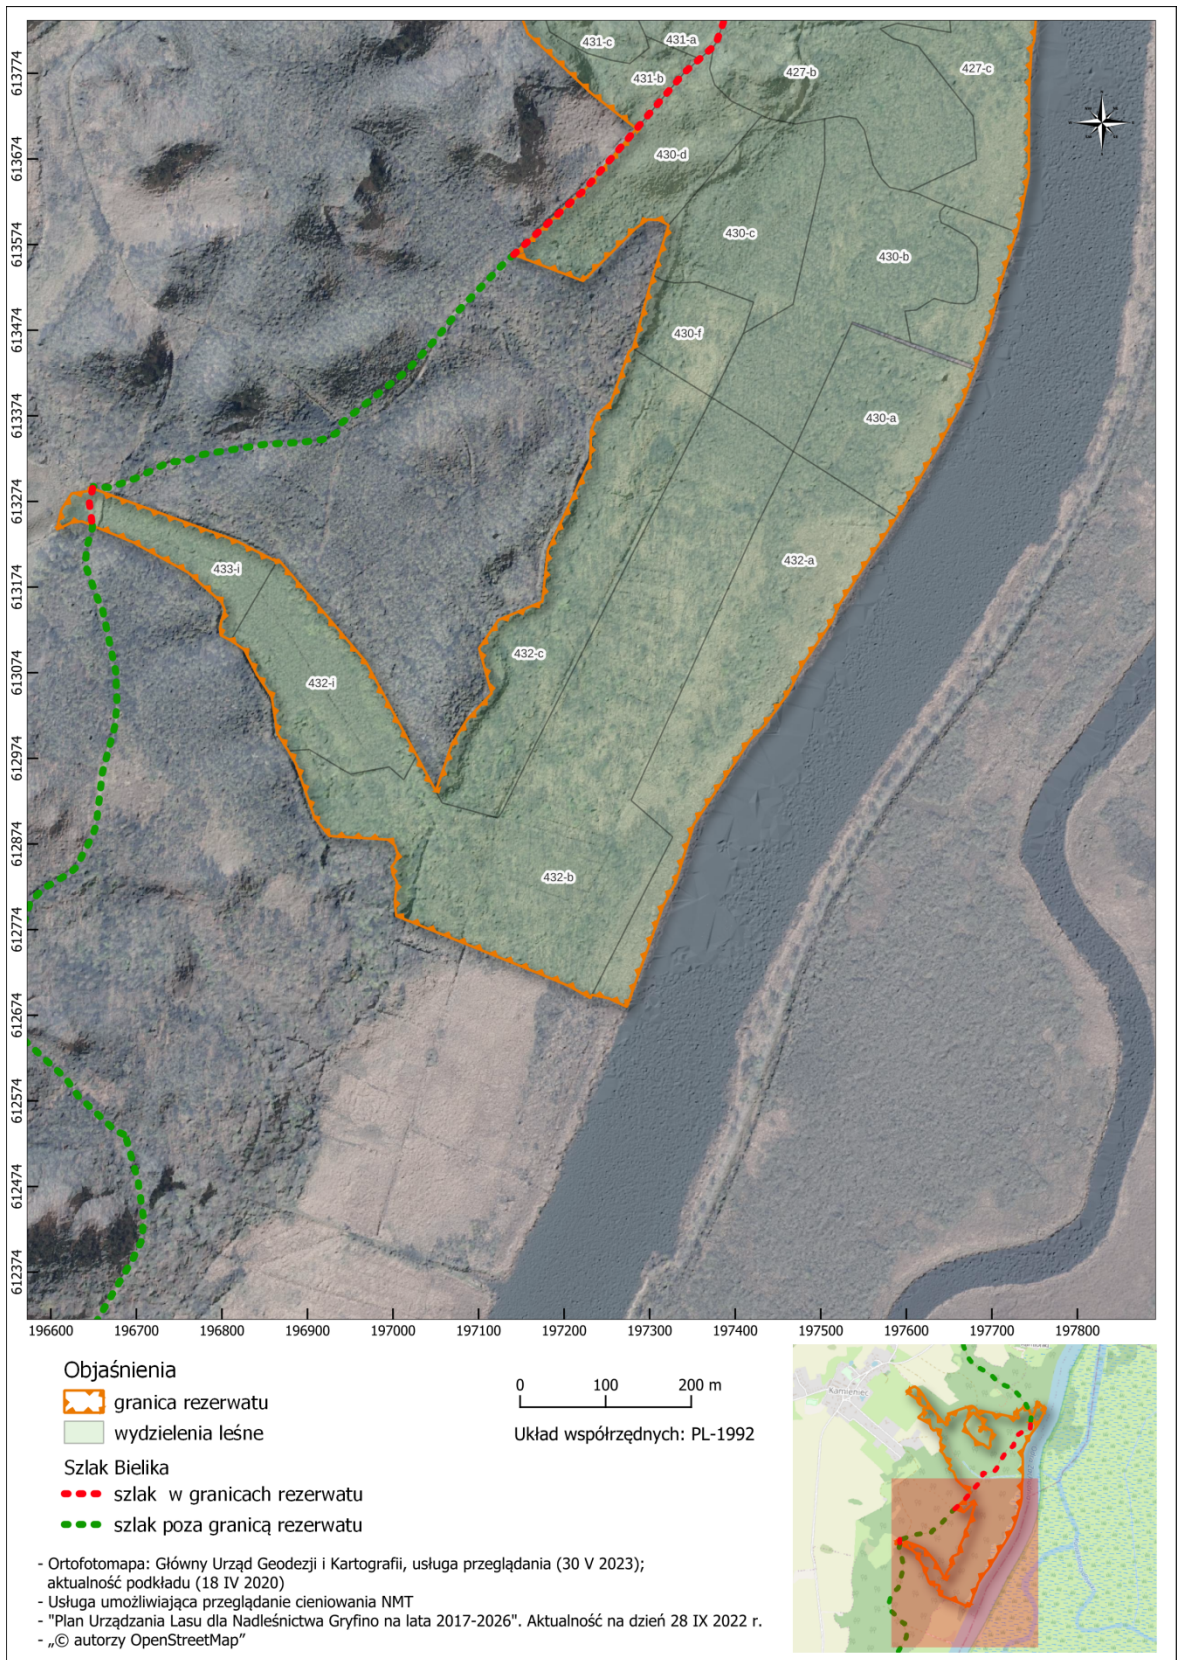 431-c
431-a
431-b
427-b
427-c
430-d
430-c
430-b
430-f
430-a
432-a
433-i
432-c
432-i
432-b
613774
613674
613574
613474
613374
613274
613174
613074
612974
612874
612774
612674
612574
612474
612374
196600 196700 196800 196900 197000 197100 197200 197300 197400 197500 197600 197700 197800
Objaśnienia
granica rezerwatu
wydzielenia leśne
Szlak Bielika
szlak w granicach rezerwatu
szlak poza granicą rezerwatu
0 100 200 m
Układ współrzędnych: PL-1992
Kamieniec
- Ortofotomapa: Główny Urząd Geodezji i Kartografii, usługa przeglądania (30 V 2023);
aktualność podkładu (18 IV 2020)
- Usługa umożliwiająca przeglądanie cieniowania NMT
- "Plan Urządzania Lasu dla Nadleśnictwa Gryfino na lata 2017-2026". Aktualność na dzień 28 IX 2022 r.
- „© autorzy OpenStreetMap”